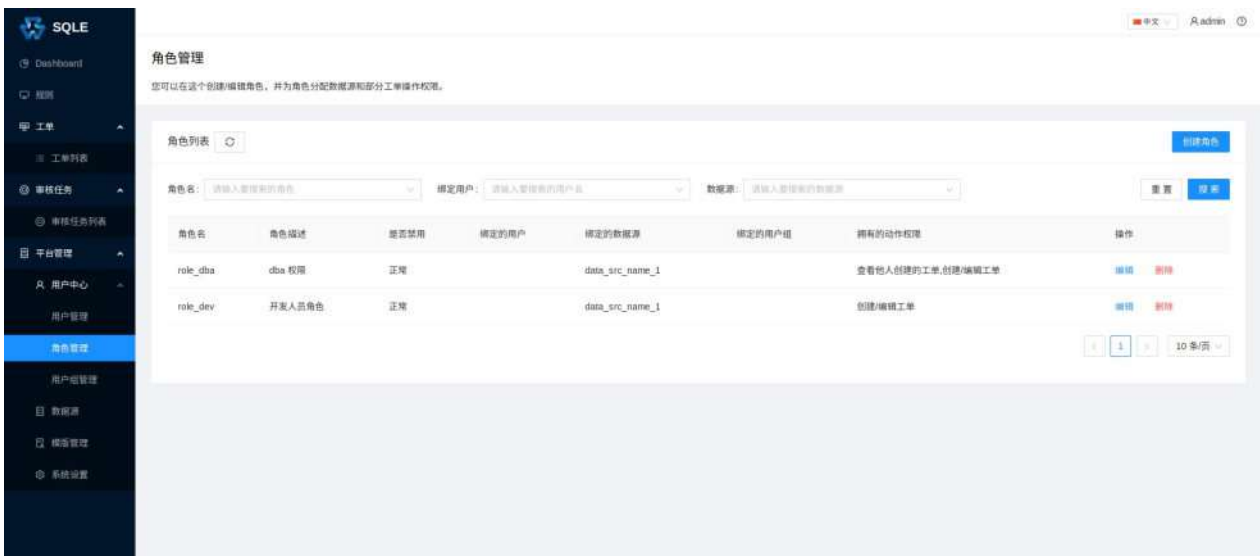 SQLE
中文
admin
Dashboard
规则
工单
工单列表
审核任务
审核任务列表
平台管理
用户中心
用户管理
角色管理
用户组管理
数据源
模版管理
系统设置
角色管理
您可以在这个创建/编辑角色，并为角色分配数据源和部分工单操作权限。
角色列表
创建角色
角色名： 请输入要搜索的角色
绑定用户： 请输入要搜索的用户名
数据源： 请输入要搜索的数据源
重置 搜索
角色名 角色描述 是否禁用 绑定的用户 绑定的数据源 绑定的用户组 拥有的动作权限 操作
role_dba dba 权限 正常 data_src_name_1 查看他人创建的工单,创建/编辑工单 编辑 删除
role_dev 开发人员角色 正常 data_src_name_1 创建/编辑工单 编辑 删除
1 10 条/页